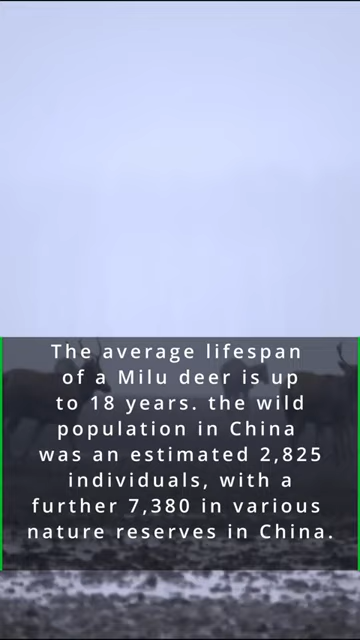 The average lifespan
of a Milu deer is up
to 18 years. the wild
population in China
was an estimated 2,825
individuals, with a
further 7,380 in various
nature reserves in China.